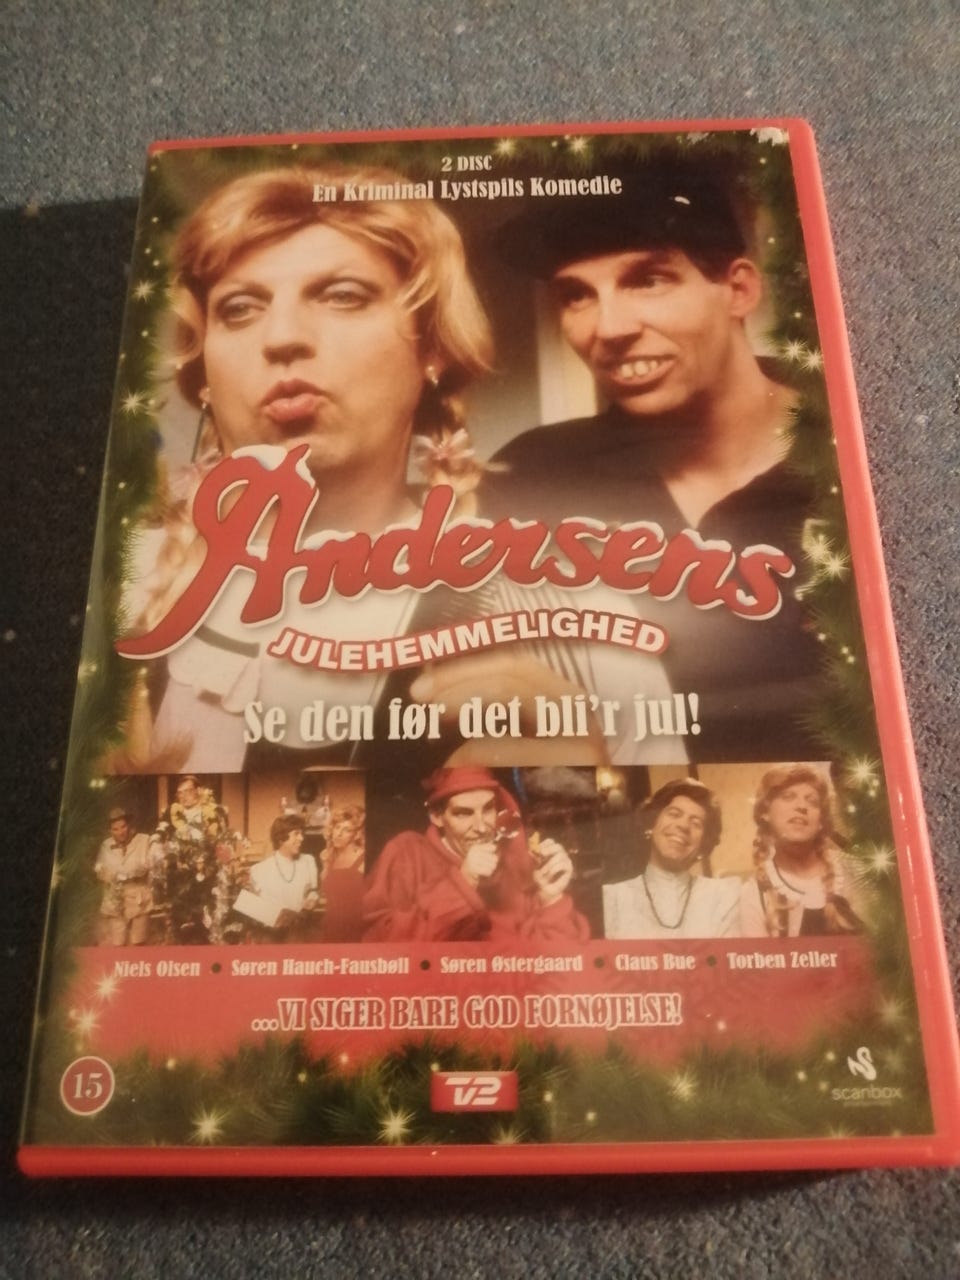 2 DISC
En Kriminal Lystspils Komedie
Andersens
JULEHEMMELIGHED
Se den før det bli'r jul!
Niels Olsen • Søren Hauch-Fausbøll • Søren Østergaard • Claus Bue • Torben Zeller
...VI SIGER BARE GOD FORNØJELSE!
15
TV2
scanbox